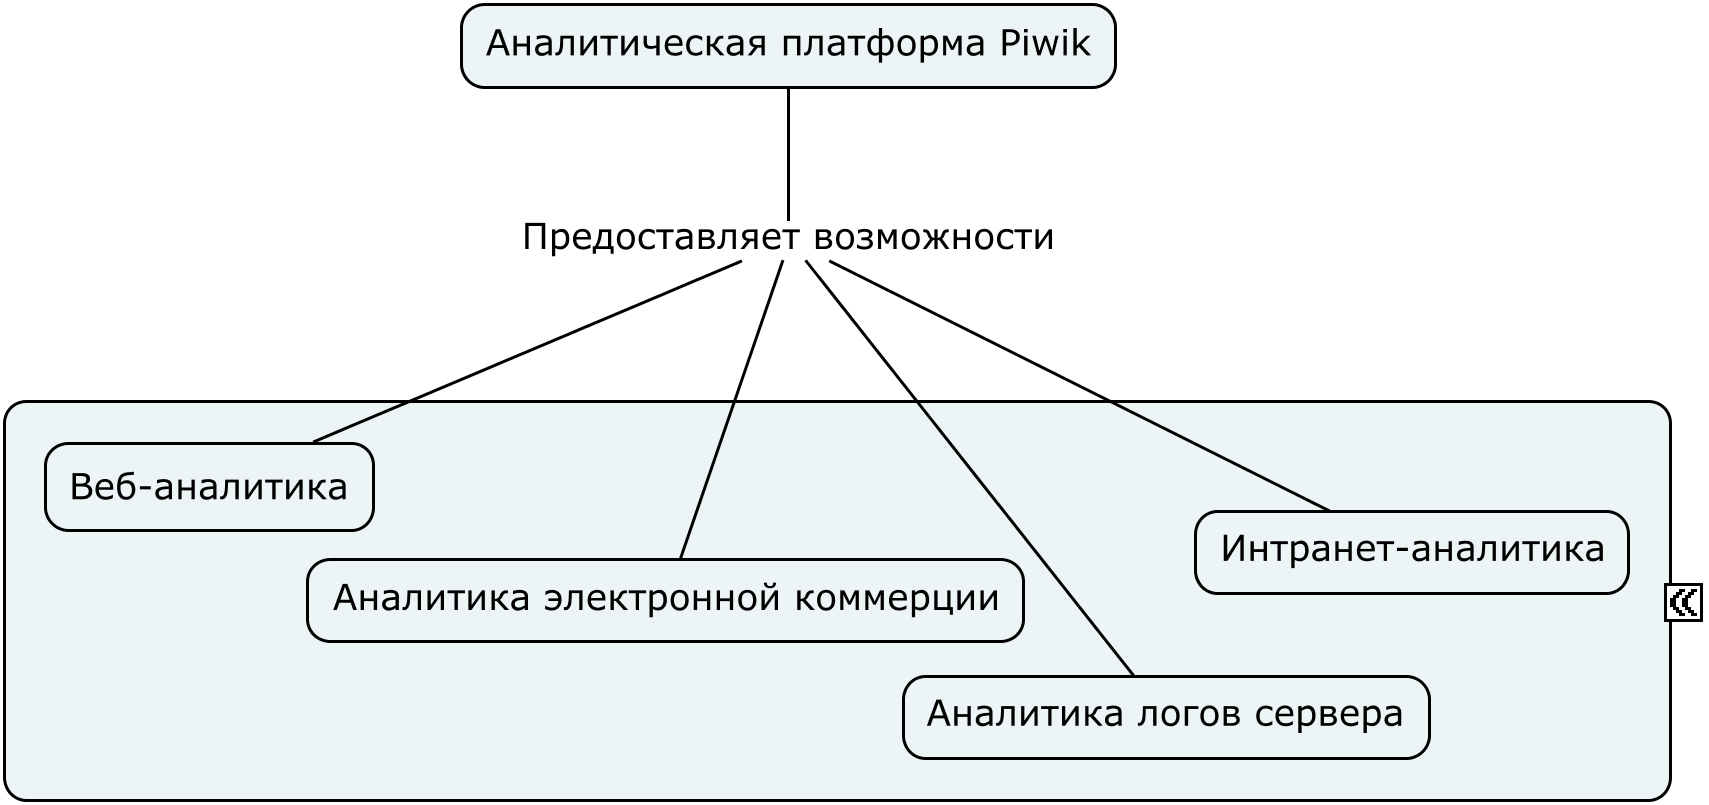 Аналитическая платформа Piwik
Предоставляет возможности
Веб-аналитика
Интранет-аналитика
Аналитика электронной коммерции
Аналитика логов сервера